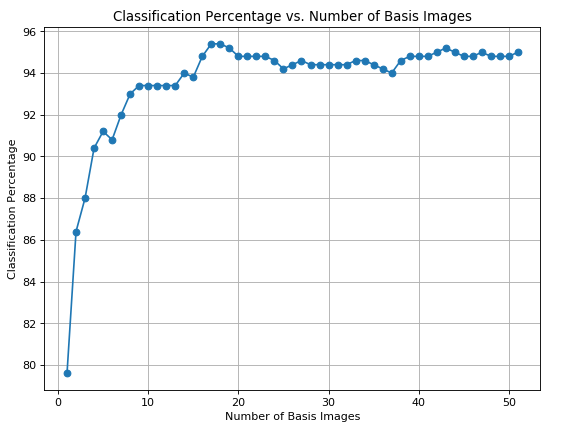 Classification Percentage vs. Number of Basis Images
96
94
92
90
88
86
84
82
80
Classification Percentage
0 10 20 30 40 50
Number of Basis Images